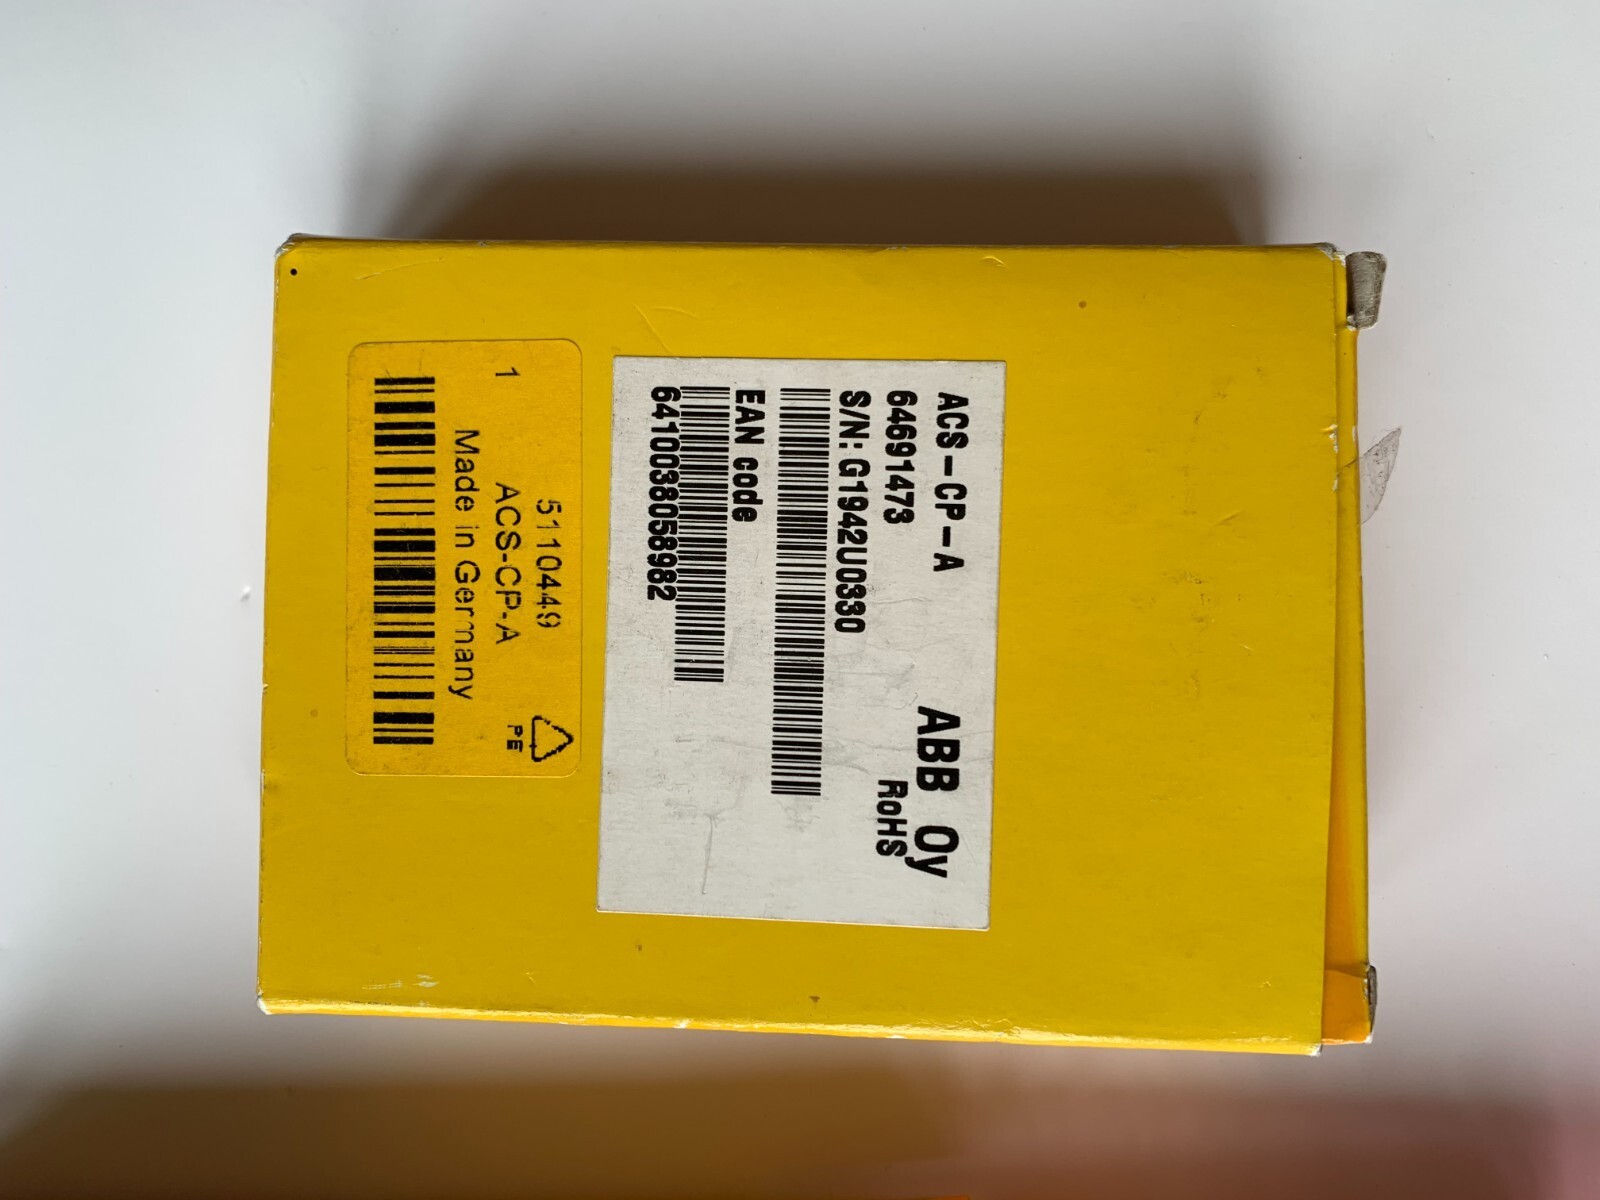 ACS-CP-A
ABB Oy
64691473
RoHS
S/N: G1942U0330
EAN code
6410038058982
5110449
1
ACS-CP-A
PE
Made in Germany